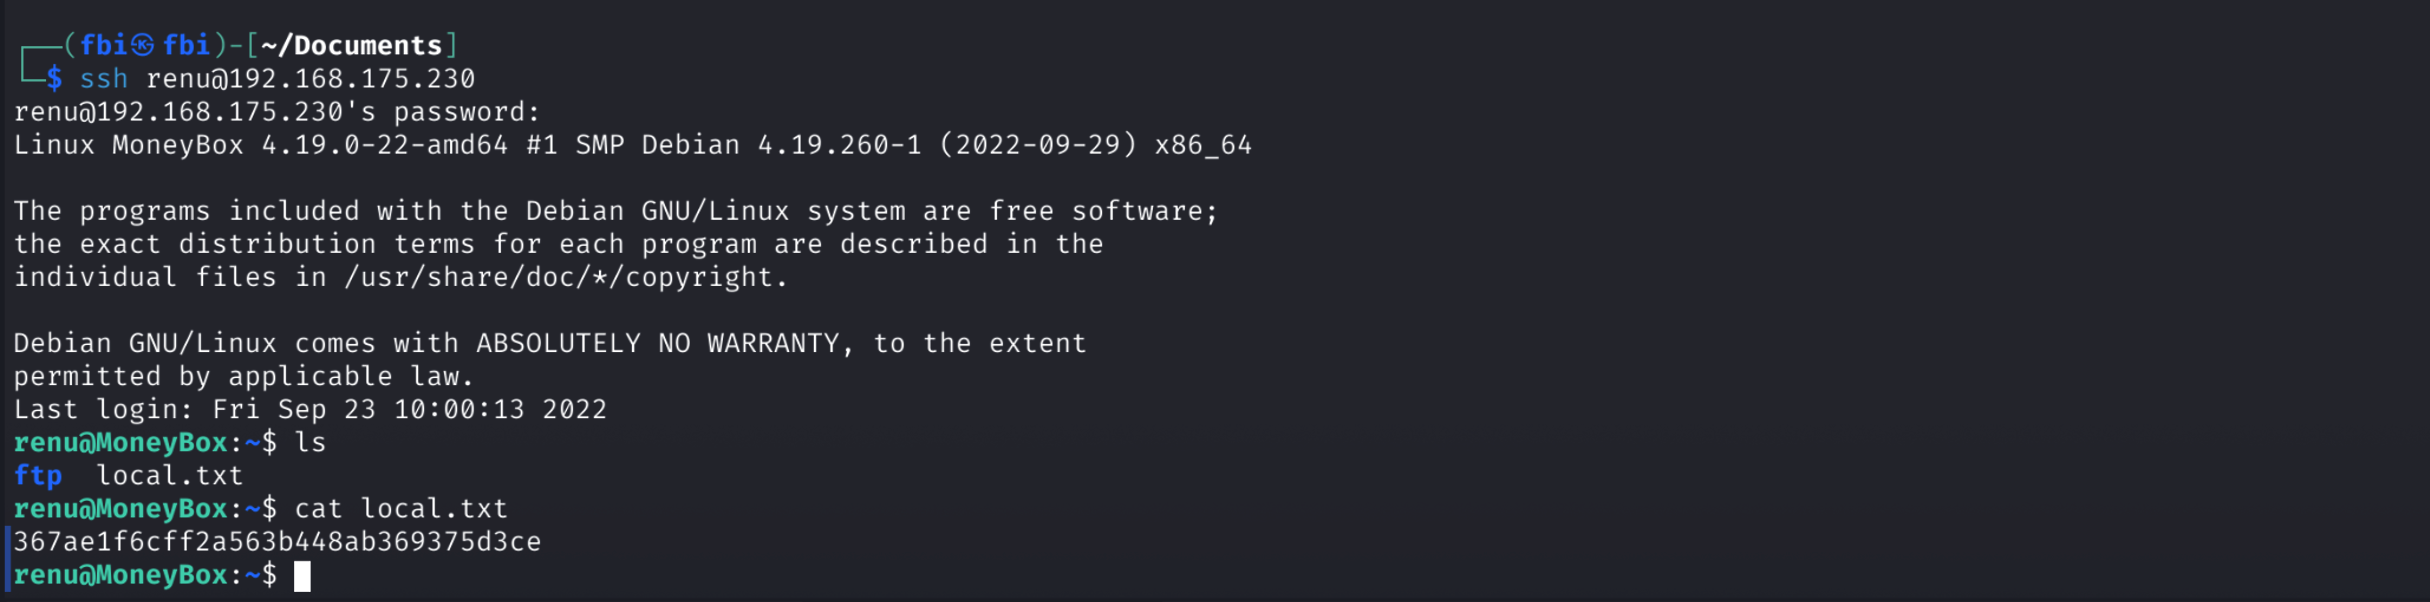 ┌──(fbi㉿fbi)-[~/Documents]
└─$ ssh renu@192.168.175.230
renu@192.168.175.230's password:
Linux MoneyBox 4.19.0-22-amd64 #1 SMP Debian 4.19.260-1 (2022-09-29) x86_64
The programs included with the Debian GNU/Linux system are free software;
the exact distribution terms for each program are described in the
individual files in /usr/share/doc/*/copyright.
Debian GNU/Linux comes with ABSOLUTELY NO WARRANTY, to the extent
permitted by applicable law.
Last login: Fri Sep 23 10:00:13 2022
renu@MoneyBox:~$ ls
ftp  local.txt
renu@MoneyBox:~$ cat local.txt
367ae1f6cff2a563b448ab369375d3ce
renu@MoneyBox:~$